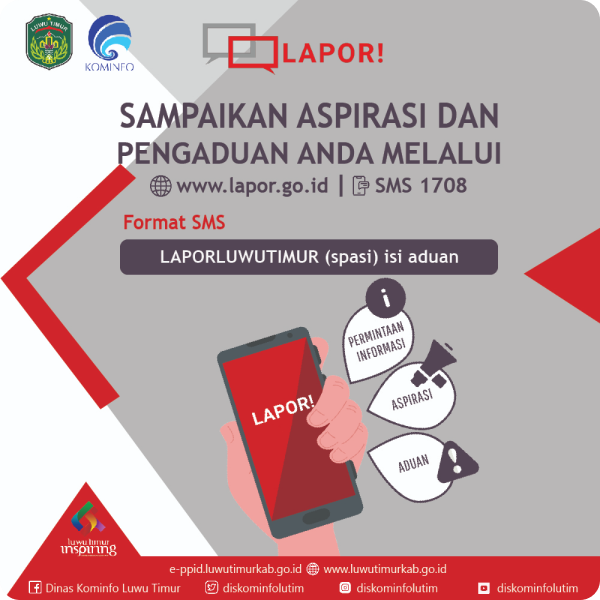 LUWU TIMUR
KOMINFO
LAPOR!
SAMPAIKAN ASPIRASI DAN
PENGADUAN ANDA MELALUI
www.lapor.go.id | SMS 1708
Format SMS
LAPORLUWUTIMUR (spasi) isi aduan
i
PERMINTAAN
INFORMASI
ASPIRASI
ADUAN
LAPOR!
luwu timur
inspiring
e-ppid.luwutimurkab.go.id www.luwutimurkab.go.id
Dinas Kominfo Luwu Timur diskominfolutim diskominfolutim diskominfolutim